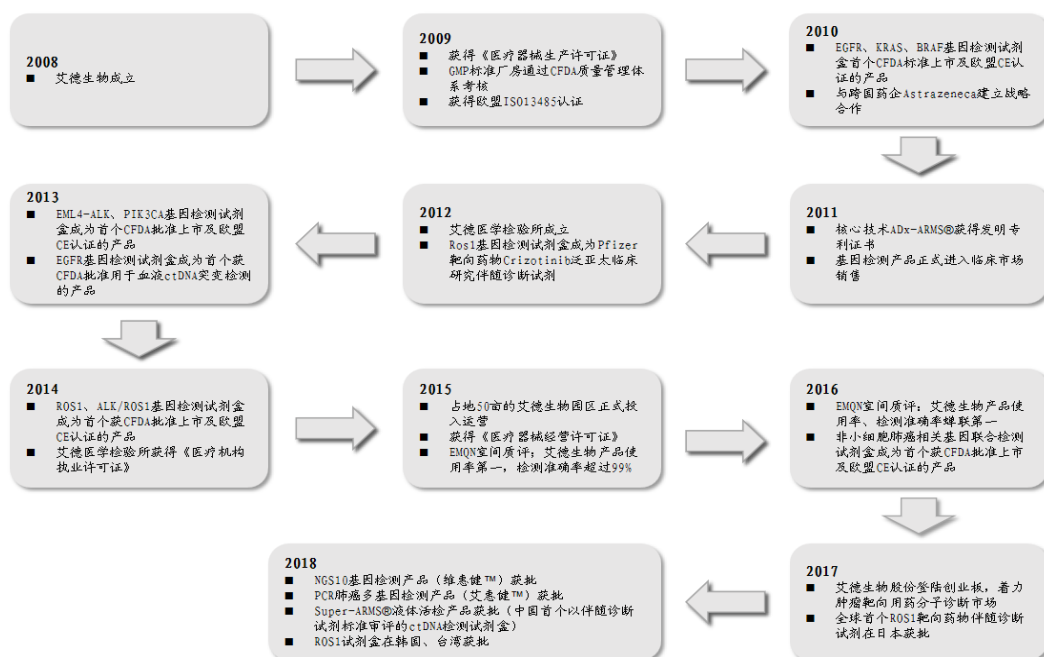 2008
■ 艾德生物成立
2009
■ 获得《医疗器械生产许可证》
■ GMP标准厂房通过CFDA质量管理体
系考核
■ 获得欧盟ISO13485认证
2010
■ EGFR、KRAS、BRAF基因检测试剂
盒首个CFDA标准上市及欧盟CE认
证的产品
■ 与跨国药企Astrazeneca建立战略
合作
2011
■ 核心技术ADx-ARMS®获得发明专
利证书
■ 基因检测产品正式进入临床市场
销售
2012
■ 艾德医学检验所成立
■ Ros1基因检测试剂盒成为Pfizer
靶向药物Crizotinib泛亚太临床
研究伴随诊断试剂
2013
■ EML4-ALK、PIK3CA基因检测试剂
盒成为首个CFDA批准上市及欧盟
CE认证的产品
■ EGFR基因检测试剂盒成为首个获
CFDA批准用于血液ctDNA突变检测
的产品
2014
■ ROS1、ALK/ROS1基因检测试剂盒
成为首个获CFDA批准上市及欧盟
CE认证的产品
■ 艾德医学检验所获得《医疗机构
执业许可证》
2015
■ 占地50亩的艾德生物园区正式投
入运营
■ 获得《医疗器械经营许可证》
■ EMQN室间质评：艾德生物产品使
用率第一，检测准确率超过99%
2016
■ EMQN室间质评：艾德生物产品使
用率、检测准确率蝉联第一
■ 非小细胞肺癌相关基因联合检测
试剂盒成为首个获CFDA批准上市
及欧盟CE认证的产品
2017
■ 艾德生物股份登陆创业板，着力
肿瘤靶向用药分子诊断市场
■ 全球首个ROS1靶向药物伴随诊断
试剂在日本获批
2018
■ NGS10基因检测产品（维惠健™）获批
■ PCR肺癌多基因检测产品（艾惠健™）获批
■ Super-ARMS®液体活检产品获批（中国首个以伴随诊断
试剂标准审评的ctDNA检测试剂盒）
■ ROS1试剂盒在韩国、台湾获批